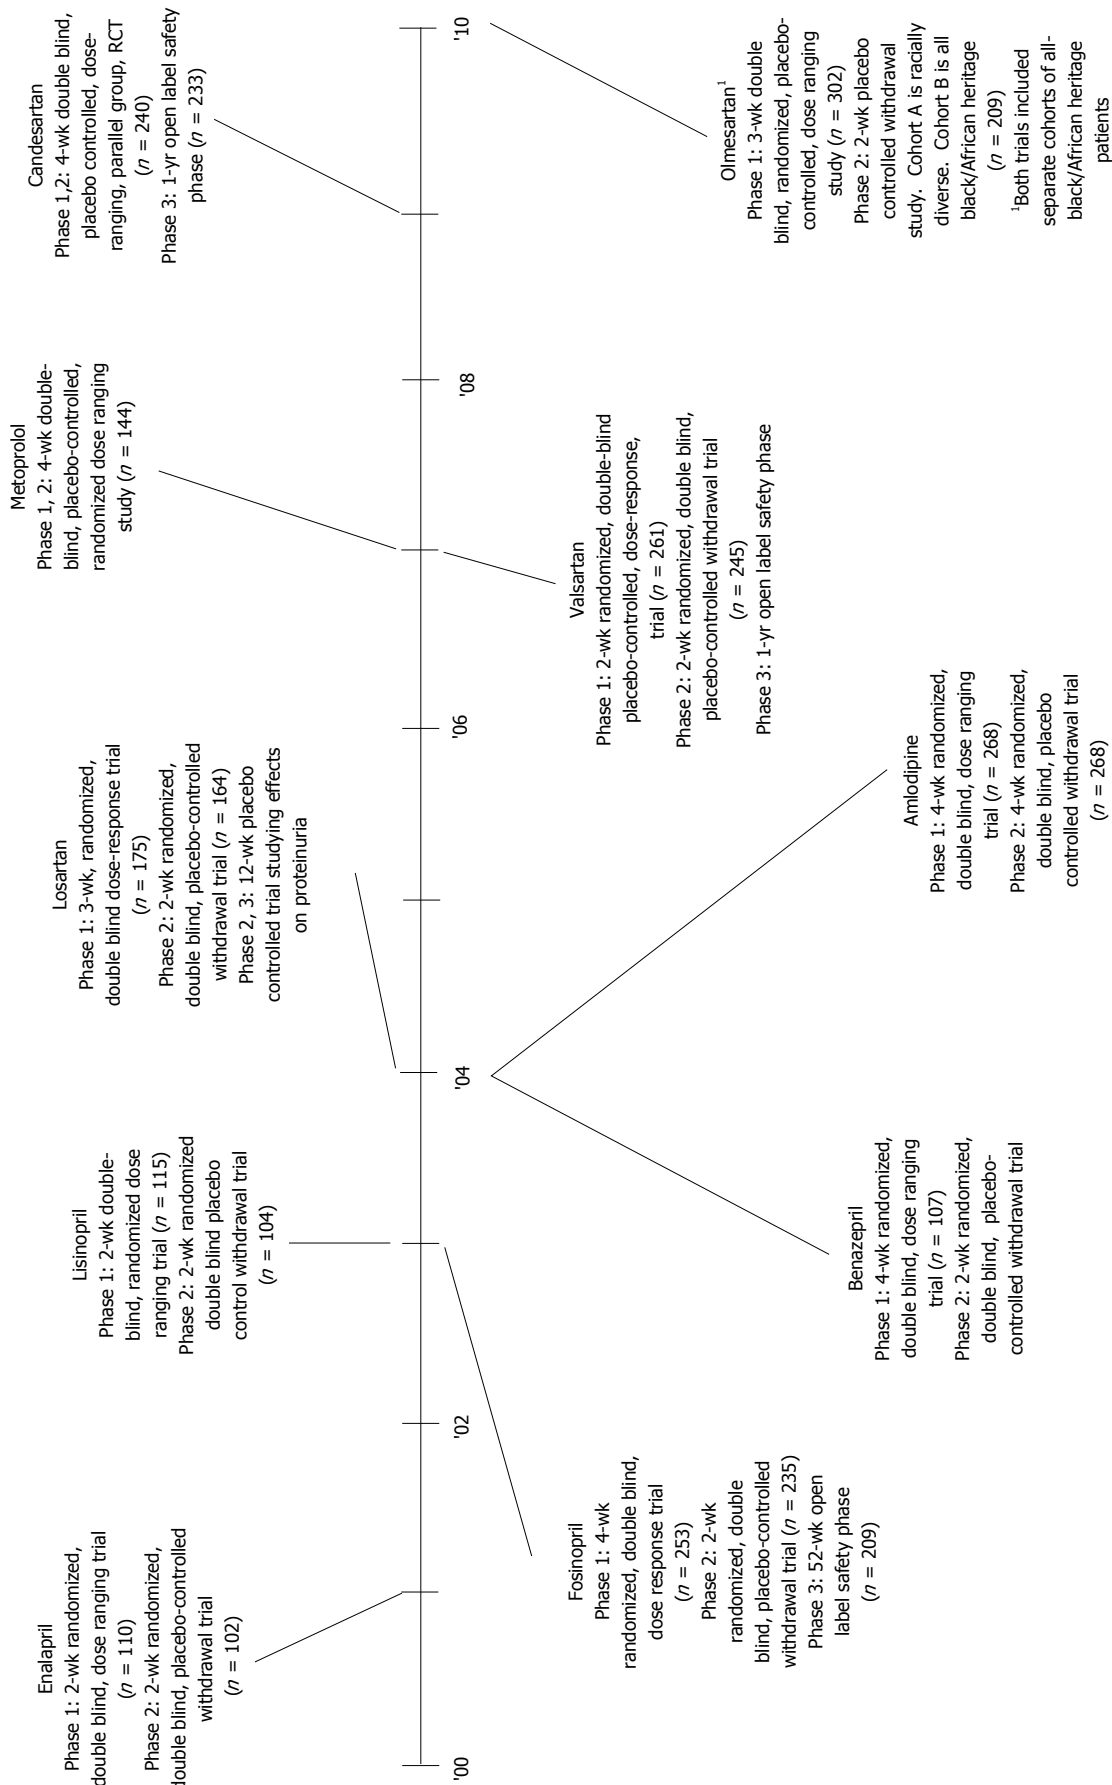 Enalapril
Phase 1: 2-wk randomized,
double blind, dose ranging trial
(n = 110)
Phase 2: 2-wk randomized,
double blind, placebo-controlled
withdrawal trial
(n = 102)
Lisinopril
Phase 1: 2-wk double-
blind, randomized dose
ranging trial (n = 115)
Phase 2: 2-wk randomized
double blind placebo
control withdrawal trial
(n = 104)
Losartan
Phase 1: 3-wk, randomized,
double blind dose-response trial
(n = 175)
Phase 2: 2-wk randomized,
double blind, placebo-controlled
withdrawal trial (n = 164)
Phase 2, 3: 12-wk placebo
controlled trial studying effects
on proteinuria
Metoprolol
Phase 1, 2: 4-wk double-
blind, placebo-controlled,
randomized dose ranging
study (n = 144)
Candesartan
Phase 1,2: 4-wk double blind,
placebo controlled, dose-
ranging, parallel group, RCT
(n = 240)
Phase 3: 1-yr open label safety
phase (n = 233)
'00
'02
'04
'06
'08
'10
Fosinopril
Phase 1: 4-wk
randomized, double blind,
dose response trial
(n = 253)
Phase 2: 2-wk
randomized, double
blind, placebo-controlled
withdrawal trial (n = 235)
Phase 3: 52-wk open
label safety phase
(n = 209)
Benazepril
Phase 1: 4-wk randomized,
double blind, dose ranging
trial (n = 107)
Phase 2: 2-wk randomized,
double blind, placebo-
controlled withdrawal trial
Amlodipine
Phase 1: 4-wk randomized,
double blind, dose ranging
trial (n = 268)
Phase 2: 4-wk randomized,
double blind, placebo
controlled withdrawal trial
(n = 268)
Valsartan
Phase 1: 2-wk randomized, double-blind
placebo-controlled, dose-response,
trial (n = 261)
Phase 2: 2-wk randomized, double blind,
placebo-controlled withdrawal trial
(n = 245)
Phase 3: 1-yr open label safety phase
Olmesartan¹
Phase 1: 3-wk double
blind, randomized, placebo-
controlled, dose ranging
study (n = 302)
Phase 2: 2-wk placebo
controlled withdrawal
study. Cohort A is racially
diverse. Cohort B is all
black/African heritage
(n = 209)
¹Both trials included
separate cohorts of all-
black/African heritage
patients